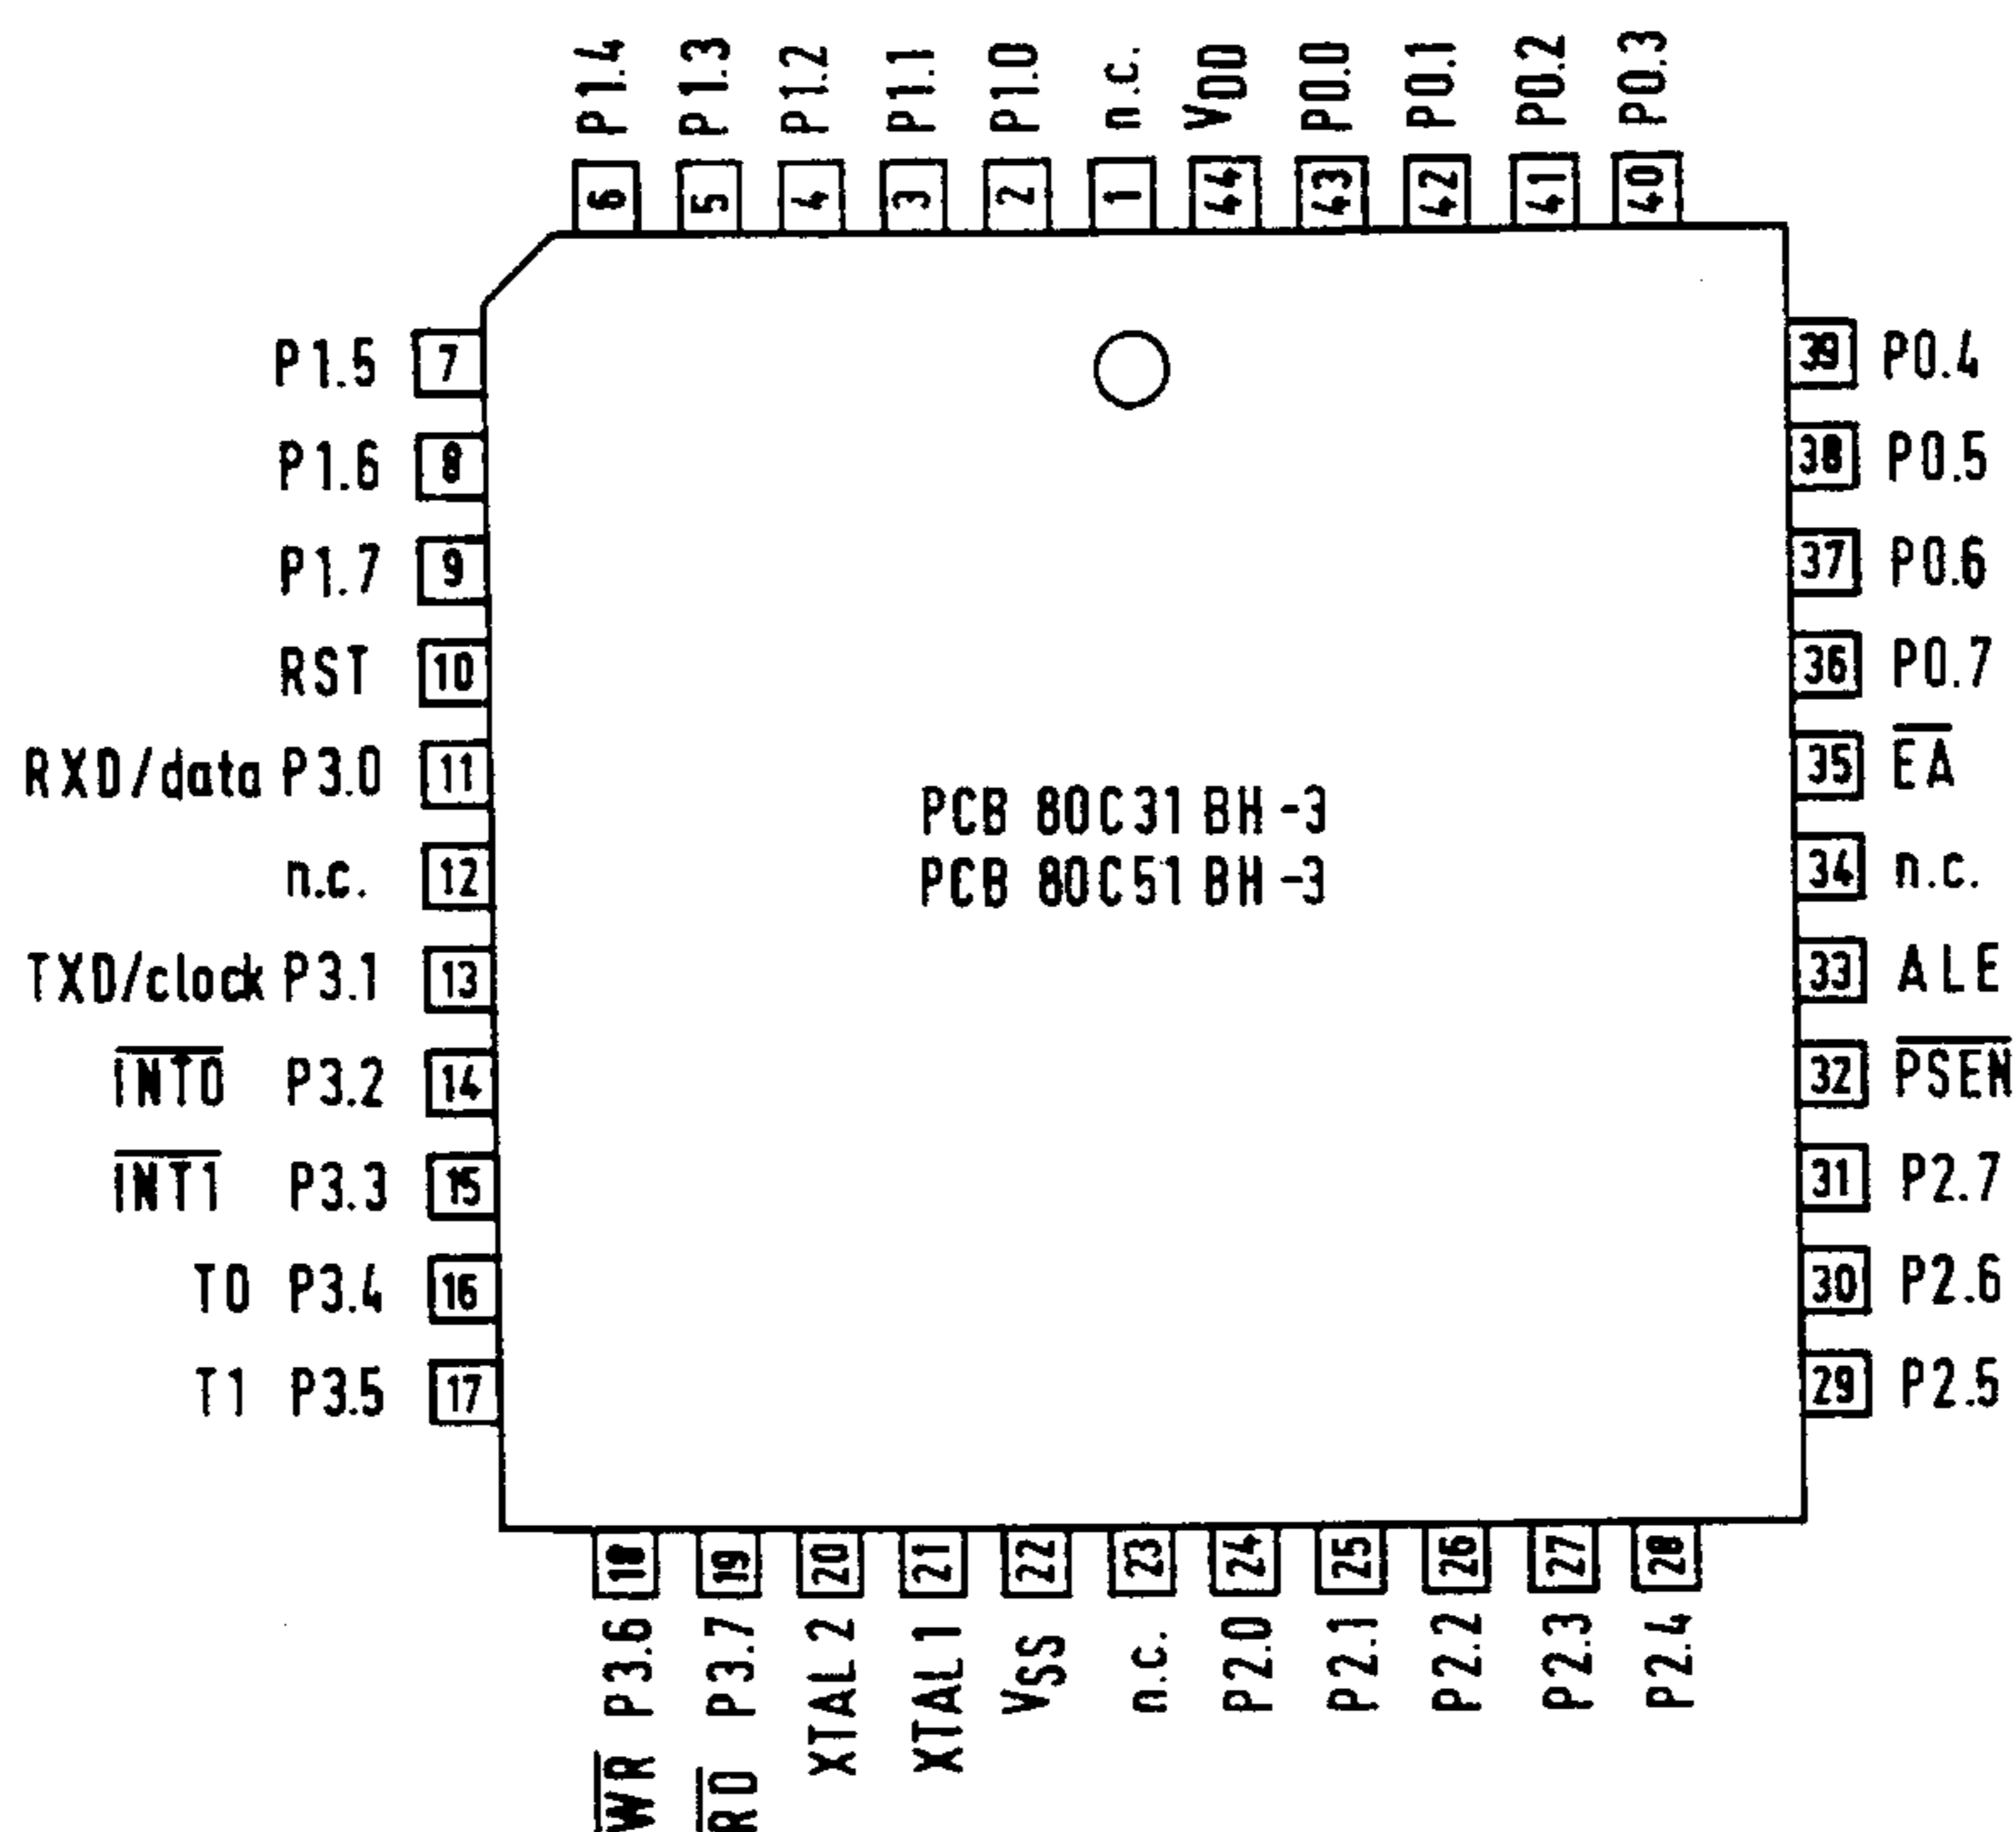 P1.4 P1.3 P1.2 P1.1 P1.0 n.c. VDD P0.0 P0.1 P0.2 P0.3
6 5 4 3 2 1 44 43 42 41 40
P1.5 7
P1.6 8
P1.7 9
RST 10
RXD/data P3.0 11
n.c. 12
TXD/clock P3.1 13
INT0 P3.2 14
INT1 P3.3 15
T0 P3.4 16
T1 P3.5 17
PCB 80C31 BH-3
PCB 80C51 BH-3
39 P0.4
38 P0.5
37 P0.6
36 P0.7
35 EA
34 n.c.
33 ALE
32 PSEN
31 P2.7
30 P2.6
29 P2.5
18 19 20 21 22 23 24 25 26 27 28
P3.6 P3.7 XTAL 2 XTAL 1 VSS n.c. P2.0 P2.1 P2.2 P2.3 P2.4
WR RD